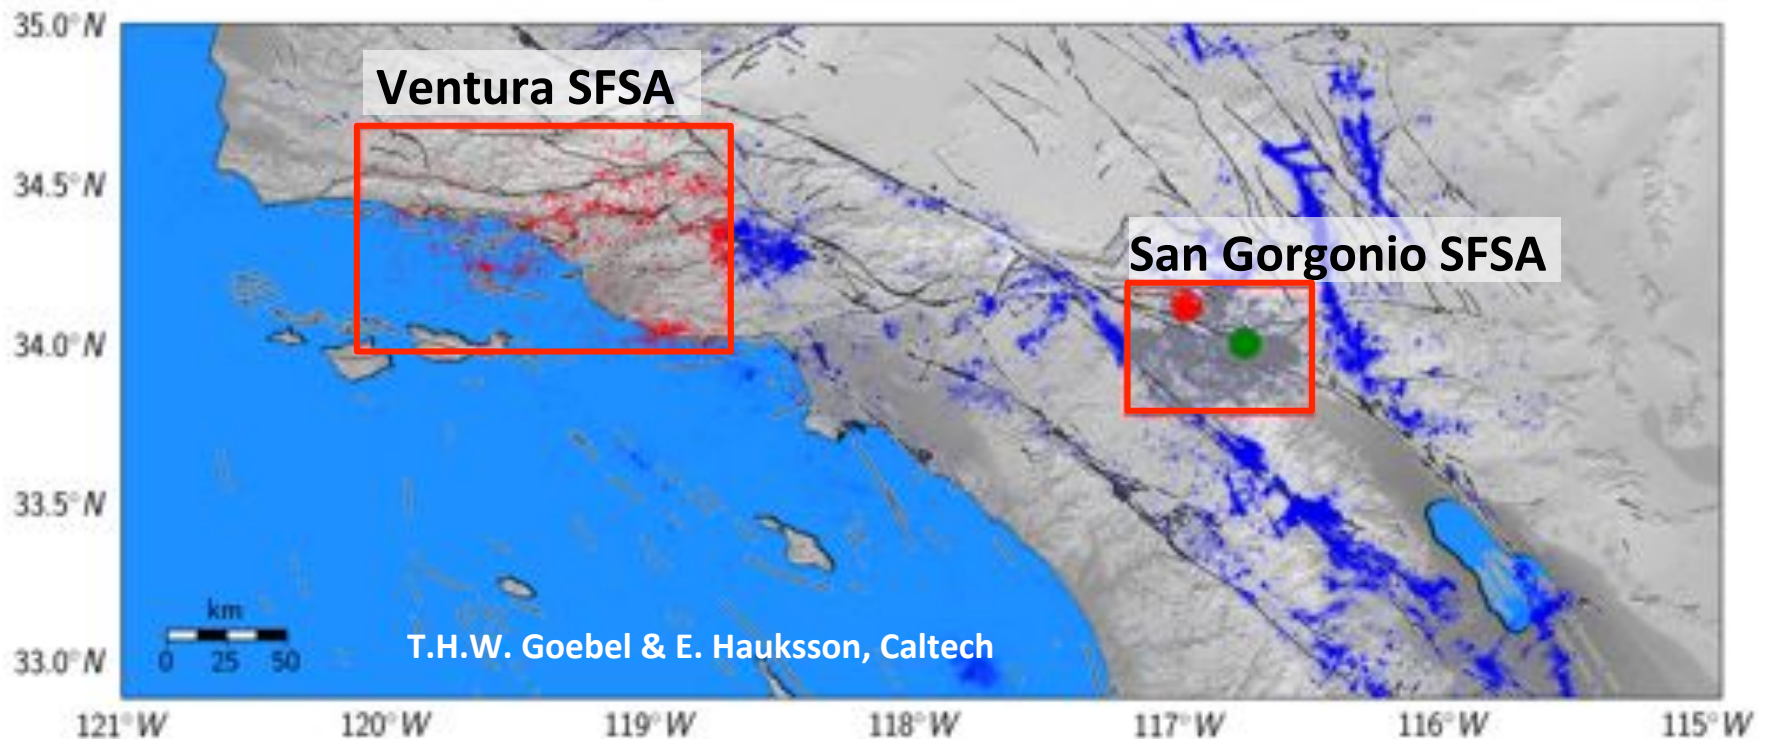 35.0°N
Ventura SFSA
34.5°N
San Gorgonio SFSA
34.0°N
33.5°N
km
0 25 50
T.H.W. Goebel & E. Hauksson, Caltech
33.0°N
121°W 120°W 119°W 118°W 117°W 116°W 115°W